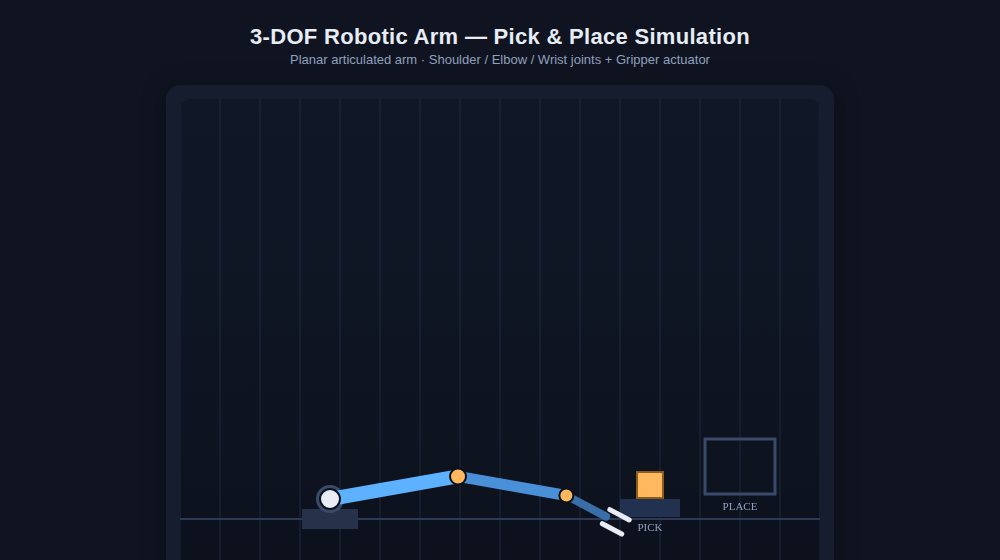 3-DOF Robotic Arm — Pick & Place Simulation
Planar articulated arm · Shoulder / Elbow / Wrist joints + Gripper actuator
PLACE
PICK